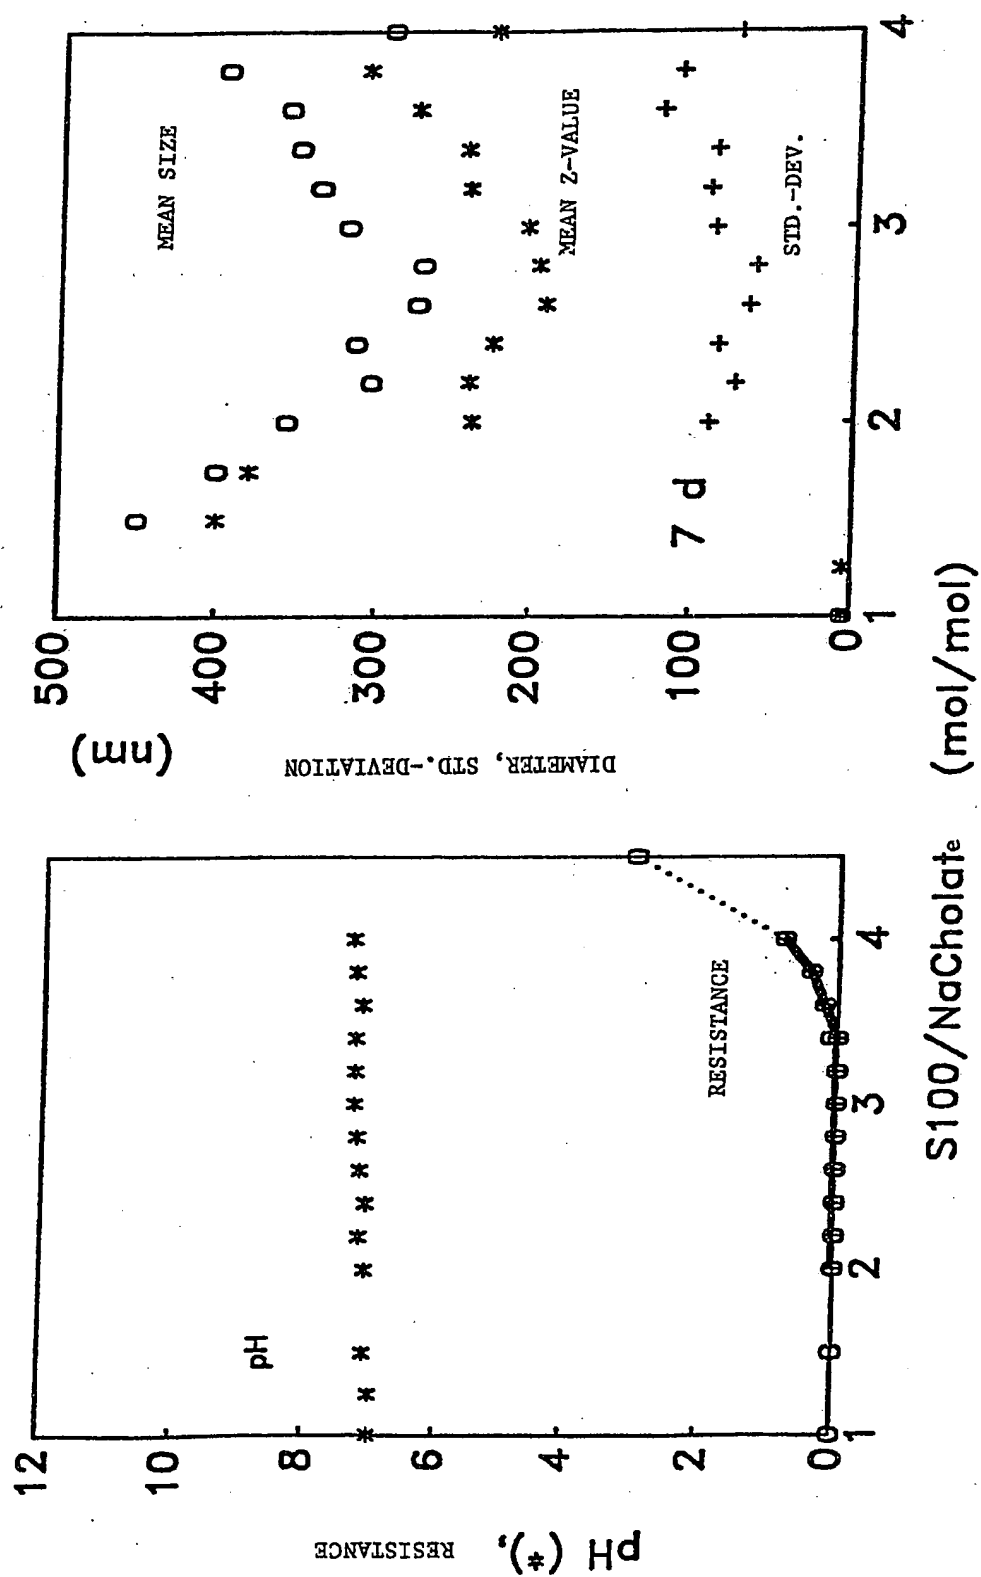 12
10
8
6
4
2
0
pH (*), RESISTANCE
pH
RESISTANCE
1
2
3
4
500
400
300
200
100
0
(nm)
DIAMETER, STD.-DEVIATION
MEAN SIZE
MEAN Z-VALUE
STD.-DEV.
7 d
1
2
3
4
S100/NaCholate (mol/mol)